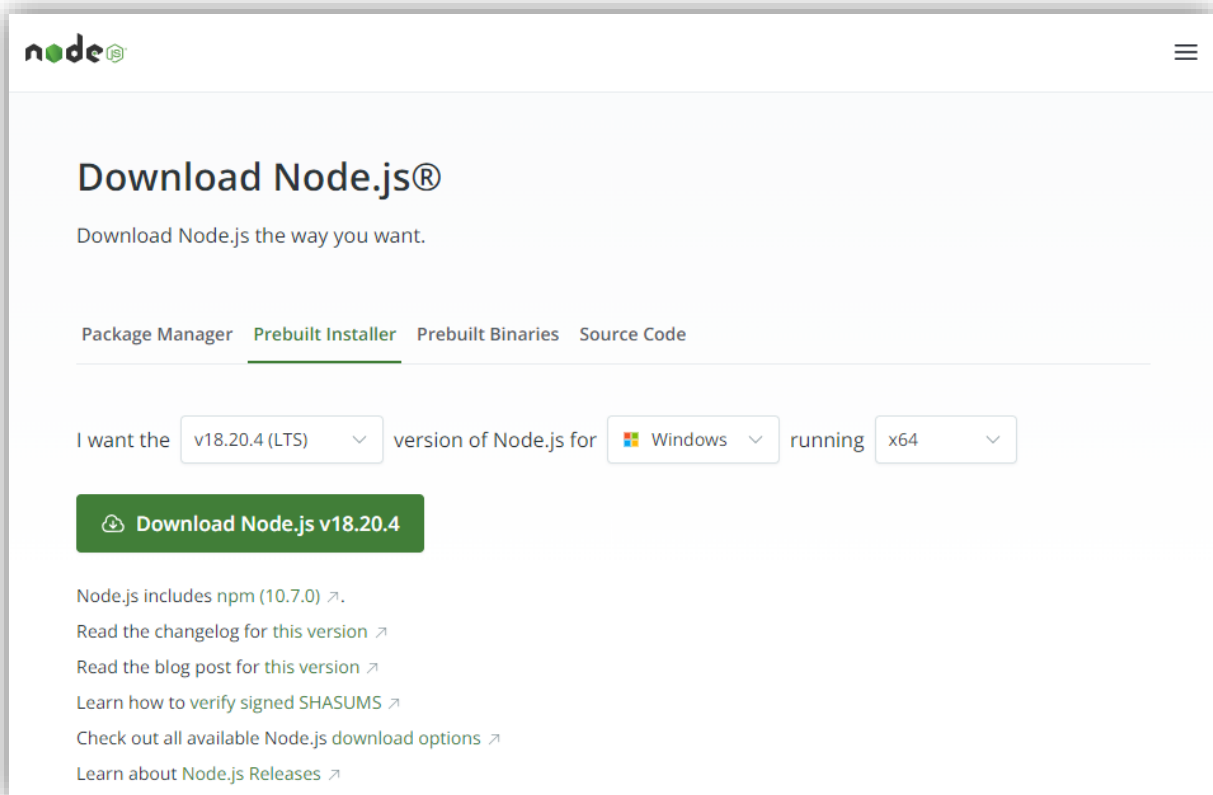 node JS
Download Node.js®
Download Node.js the way you want.
Package Manager Prebuilt Installer Prebuilt Binaries Source Code
I want the v18.20.4 (LTS) version of Node.js for Windows running x64
Download Node.js v18.20.4
Node.js includes npm (10.7.0) ↗.
Read the changelog for this version ↗
Read the blog post for this version ↗
Learn how to verify signed SHASUMS ↗
Check out all available Node.js download options ↗
Learn about Node.js Releases ↗